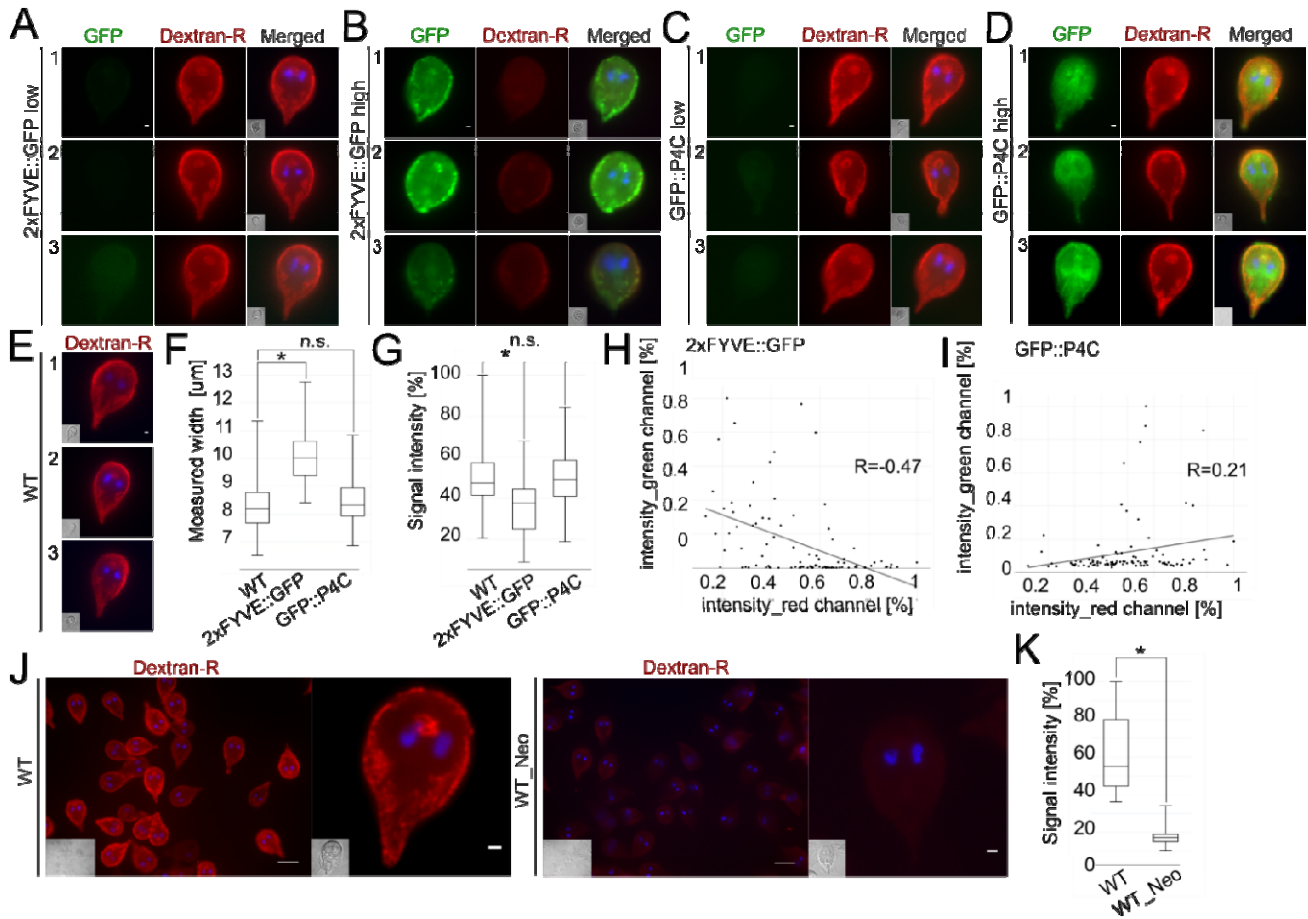 A
GFP Dextran-R Merged
2xFYVE::GFP low
1
2
3
B
GFP Dextran-R Merged
2xFYVE::GFP high
1
2
3
C
GFP Dextran-R Merged
GFP::P4C low
1
2
3
D
GFP Dextran-R Merged
GFP::P4C high
1
2
3
E
Dextran-R
WT
1
2
3
F
n.s.
*
Moasurod width [µm]
13
12
11
10
9
8
7
WT
2xFYVE::GFP
GFP::P4C
G
n.s.
*
Signal intensity [%]
100
80
60
40
20
WT
2xFYVE::GFP
GFP::P4C
H
2xFYVE::GFP
intensity_green channel [%]
0.8
0.6
0.4
0.2
0
R=-0.47
0.2 0.4 0.6 0.8 1
intensity_red channel [%]
I
GFP::P4C
intensity_green channel [%]
1
0.8
0.6
0.4
0.2
0
R=0.21
0.2 0.4 0.6 0.8 1
intensity_red channel [%]
J
Dextran-R
WT
Dextran-R
WT_Neo
K
*
Signal intensity [%]
100
80
60
40
20
0
WT
WT_Neo